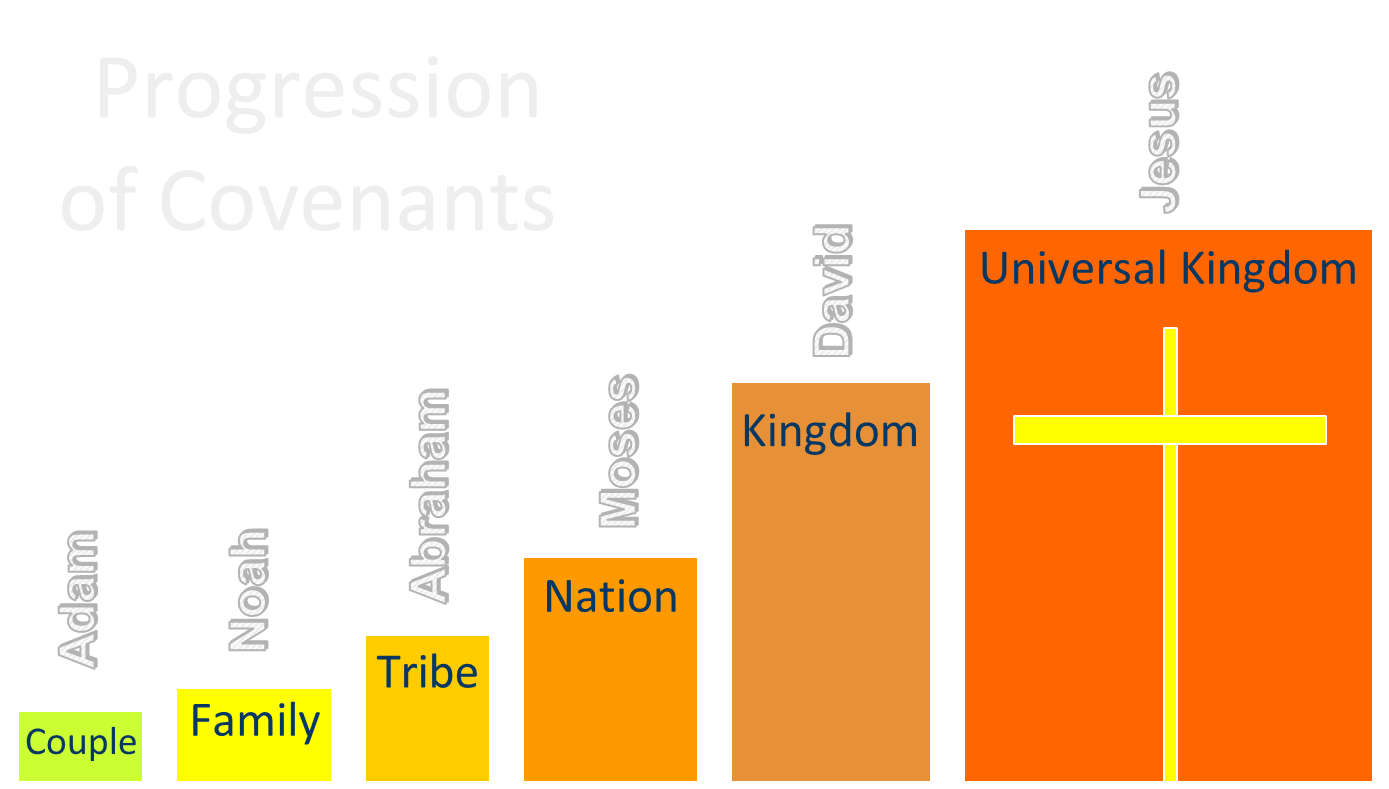 Progression
of Covenants
Adam
Couple
Noah
Family
Abraham
Tribe
Moses
Nation
David
Kingdom
Jesus
Universal Kingdom